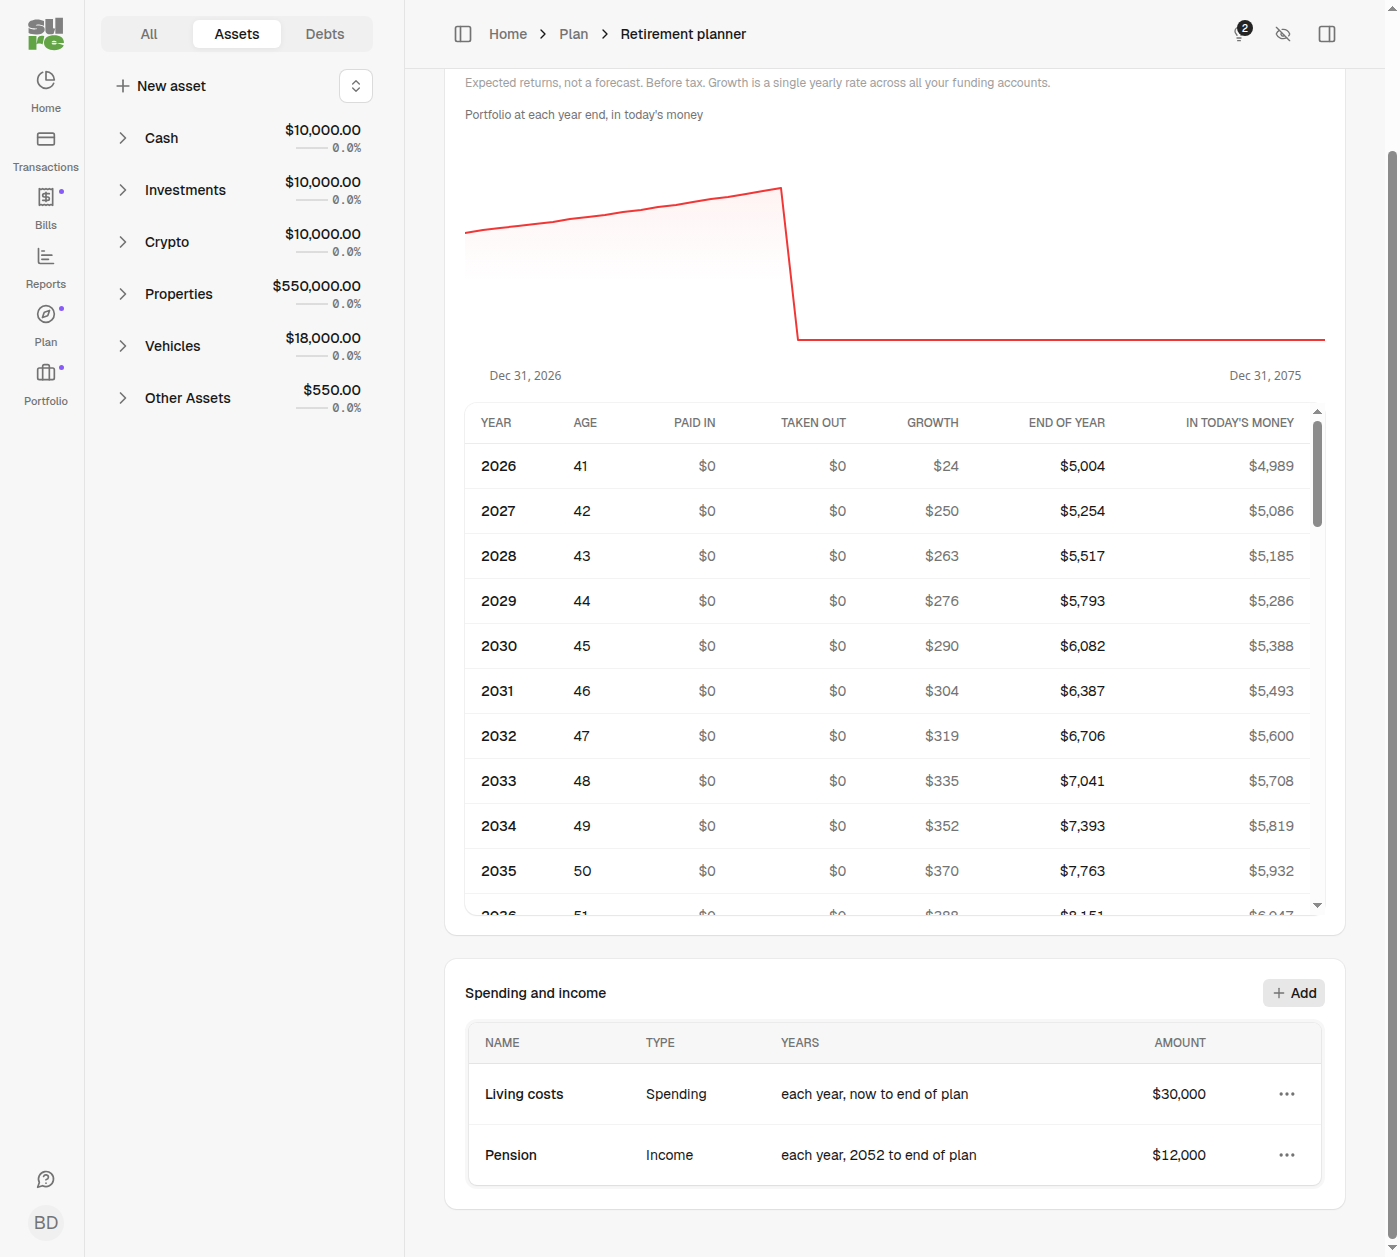 sure
All Assets Debts
Home > Plan > Retirement planner
2
New asset
Home
Transactions
Bills
Reports
Plan
Portfolio
Cash $10,000.00
0.0%
Investments $10,000.00
0.0%
Crypto $10,000.00
0.0%
Properties $550,000.00
0.0%
Vehicles $18,000.00
0.0%
Other Assets $550.00
0.0%
BD
Expected returns, not a forecast. Before tax. Growth is a single yearly rate across all your funding accounts.
Portfolio at each year end, in today's money
Dec 31, 2026 Dec 31, 2075
YEAR AGE PAID IN TAKEN OUT GROWTH END OF YEAR IN TODAY'S MONEY
2026 41 $0 $0 $24 $5,004 $4,989
2027 42 $0 $0 $250 $5,254 $5,086
2028 43 $0 $0 $263 $5,517 $5,185
2029 44 $0 $0 $276 $5,793 $5,286
2030 45 $0 $0 $290 $6,082 $5,388
2031 46 $0 $0 $304 $6,387 $5,493
2032 47 $0 $0 $319 $6,706 $5,600
2033 48 $0 $0 $335 $7,041 $5,708
2034 49 $0 $0 $352 $7,393 $5,819
2035 50 $0 $0 $370 $7,763 $5,932
2036 51 $0 $0 $388 $8,151 $6,047
Spending and income
Add
NAME TYPE YEARS AMOUNT
Living costs Spending each year, now to end of plan $30,000
Pension Income each year, 2052 to end of plan $12,000